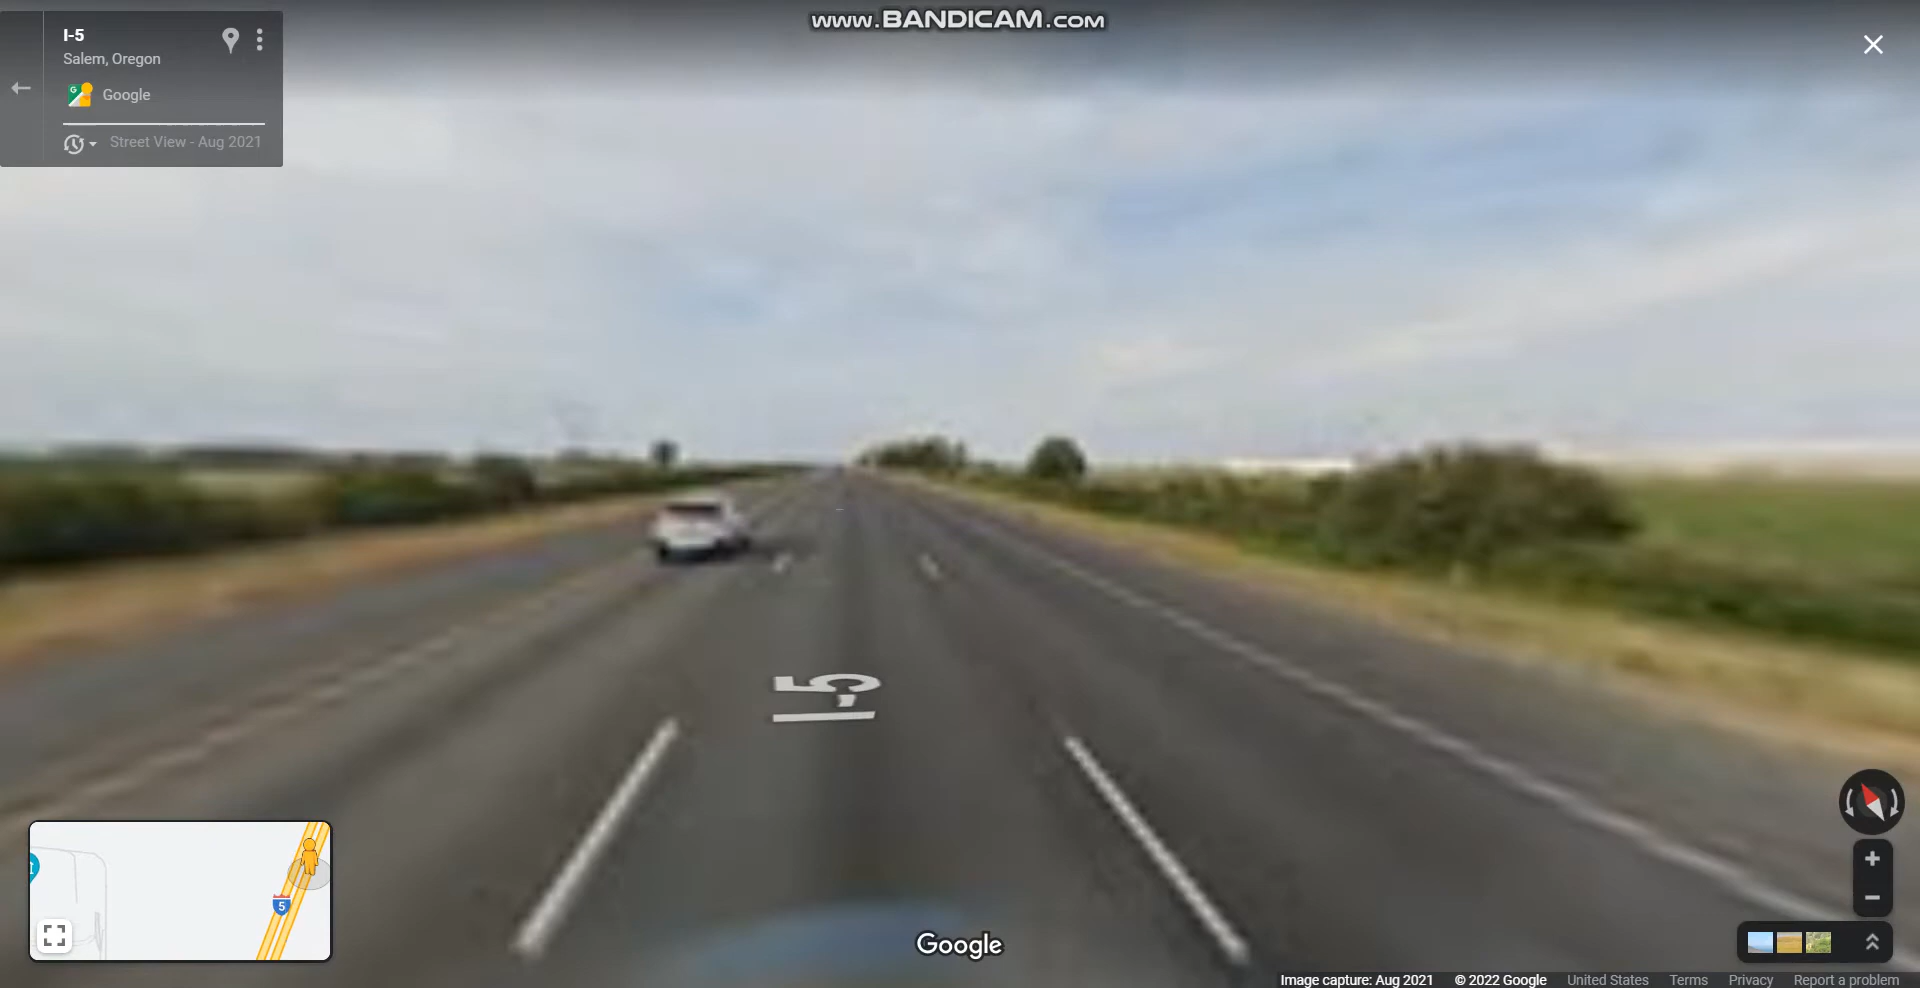 www.BANDICAM.com
I-5
Salem, Oregon
Google
Street View - Aug 2021
I-5
5
Google
Image capture: Aug 2021 © 2022 Google United States Terms Privacy Report a problem